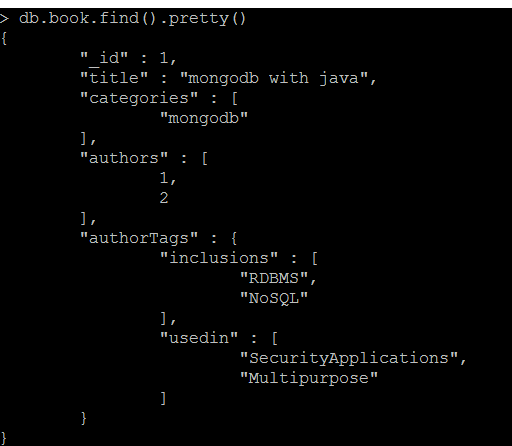 > db.book.find().pretty()
{
        "_id" : 1,
        "title" : "mongodb with java",
        "categories" : [
                "mongodb"
        ],
        "authors" : [
                1,
                2
        ],
        "authorTags" : {
                "inclusions" : [
                        "RDBMS",
                        "NoSQL"
                ],
                "usedin" : [
                        "SecurityApplications",
                        "Multipurpose"
                ]
        }
}